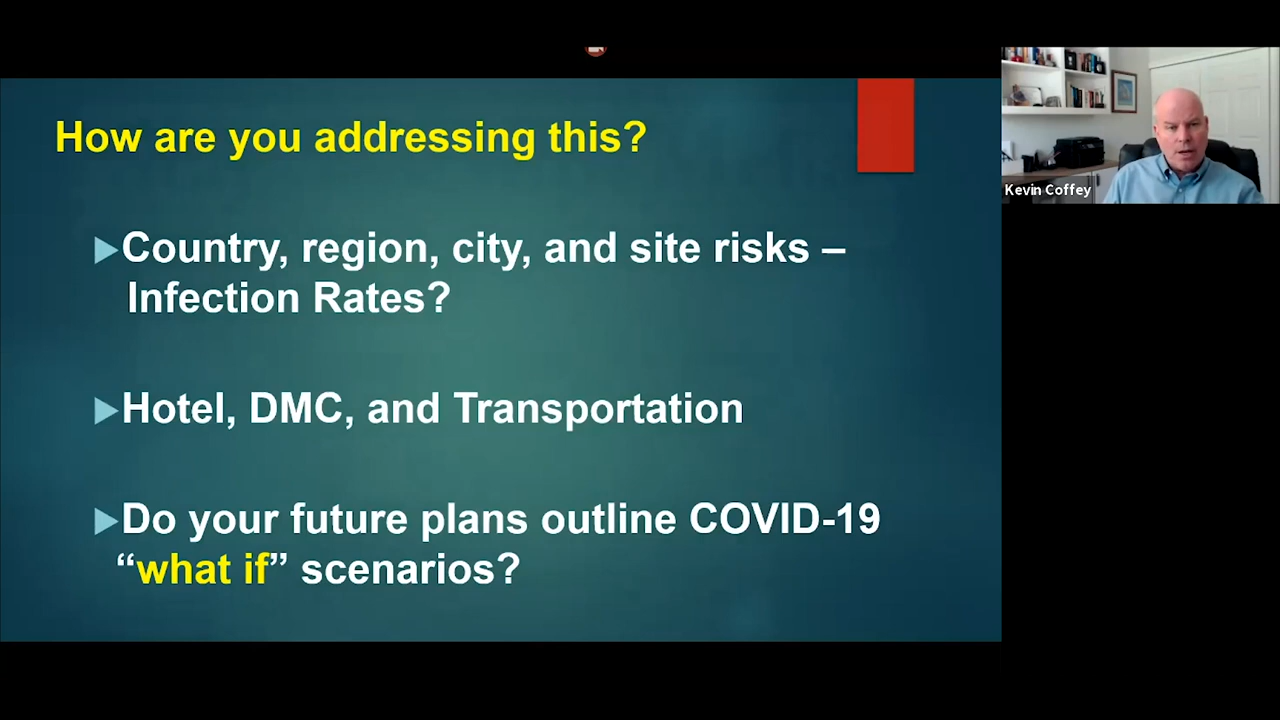 How are you addressing this?
Country, region, city, and site risks –
Infection Rates?
Hotel, DMC, and Transportation
Do your future plans outline COVID-19
“what if” scenarios?
Kevin Coffey